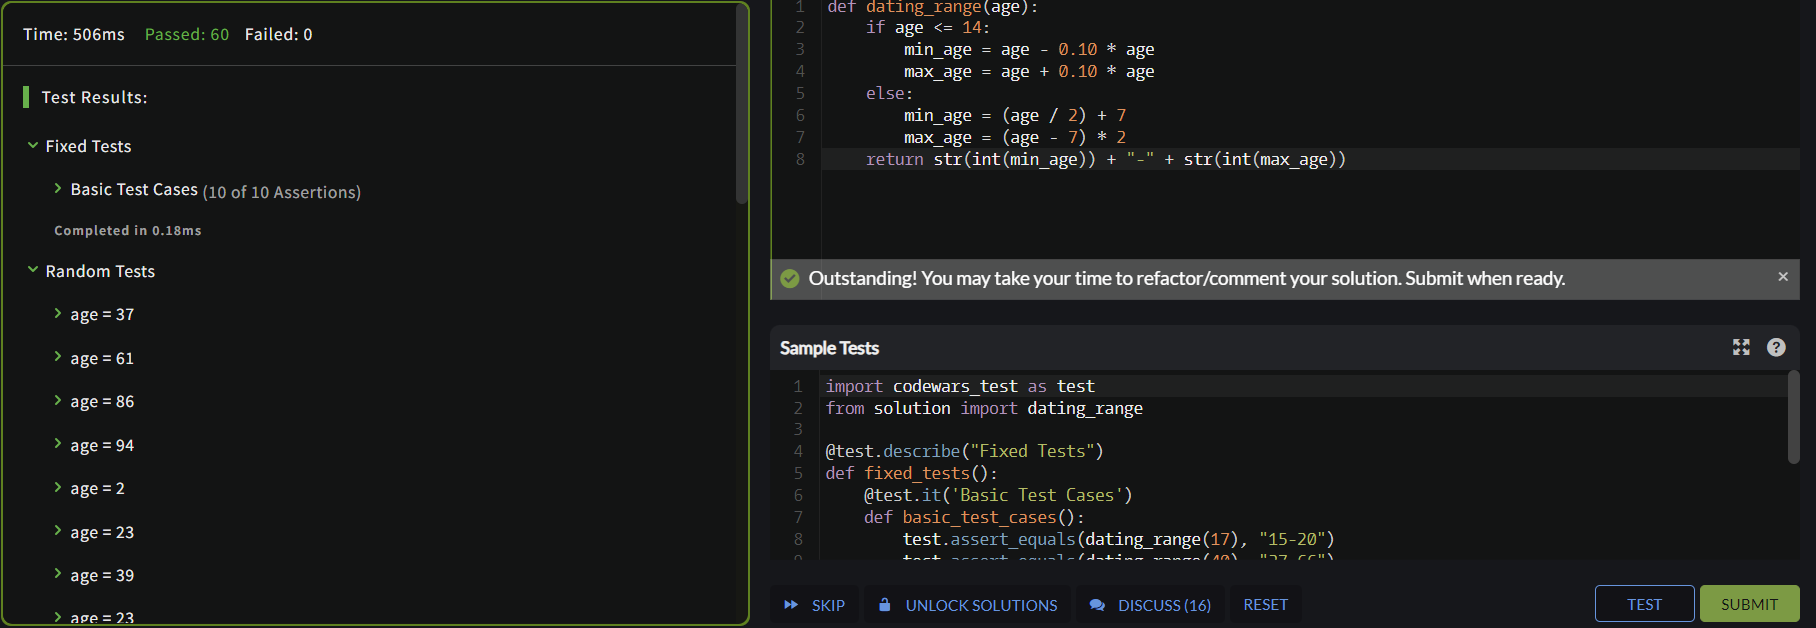 Time: 506ms Passed: 60 Failed: 0
Test Results:
Fixed Tests
Basic Test Cases (10 of 10 Assertions)
Completed in 0.18ms
Random Tests
age = 37
age = 61
age = 86
age = 94
age = 2
age = 23
age = 39
age = 23
1 def dating_range(age):
2     if age <= 14:
3         min_age = age - 0.10 * age
4         max_age = age + 0.10 * age
5     else:
6         min_age = (age / 2) + 7
7         max_age = (age - 7) * 2
8     return str(int(min_age)) + "-" + str(int(max_age))
Outstanding! You may take your time to refactor/comment your solution. Submit when ready. ×
Sample Tests ?
1 import codewars_test as test
2 from solution import dating_range
3
4 @test.describe("Fixed Tests")
5 def fixed_tests():
6     @test.it('Basic Test Cases')
7     def basic_test_cases():
8         test.assert_equals(dating_range(17), "15-20")
9         test.assert_equals(dating_range(40), "27-66")
SKIP UNLOCK SOLUTIONS DISCUSS (16) RESET TEST SUBMIT